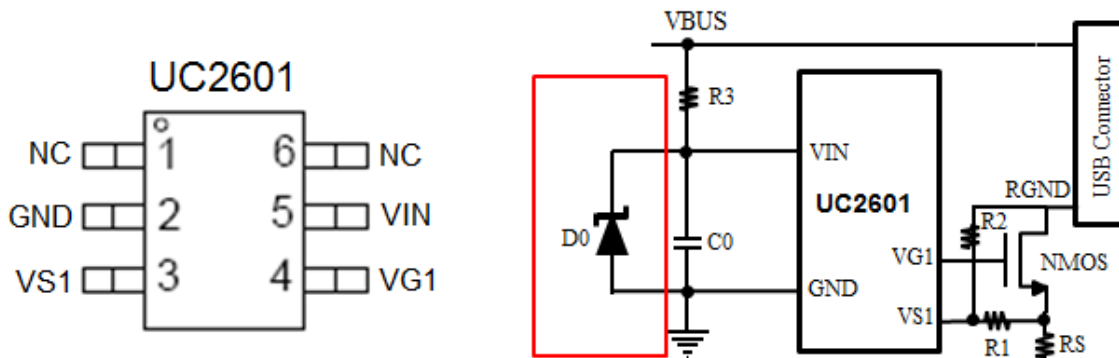 UC2601
NC 1 6 NC
GND 2 5 VIN
VS1 3 4 VG1
VBUS
R3
VIN
UC2601
D0
C0
GND
VG1
VS1
RGND
R2
NMOS
R1
RS
USB Connector